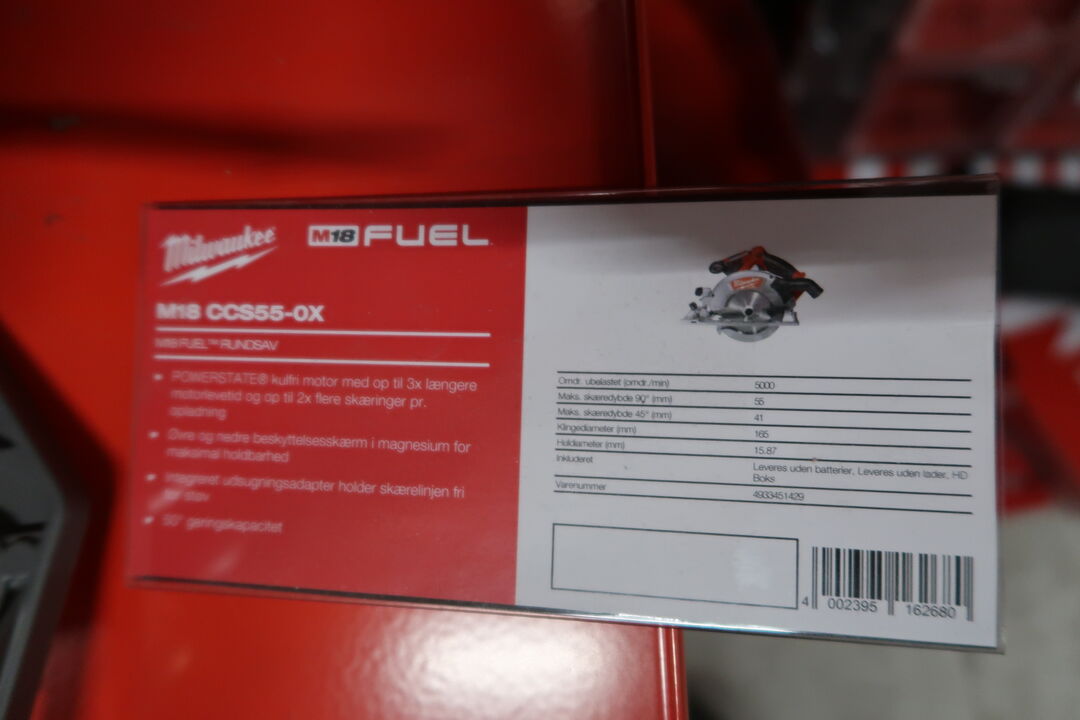 Milwaukee
M18 FUEL
M18 CCS55-0X
M18 FUEL™ RUNDSAV
• POWERSTATE® kulfri motor med op til 3x længere
motorlevetid og op til 2x flere skæringer pr.
opladning
• Øvre og nedre beskyttelsesskærm i magnesium for
maksimal holdbarhed
• Integreret udsugningsadapter holder skærelinjen fri
for støv
• 50° geringskapacitet
Omdr. ubelastet (omdr./min) 5000
Maks. skæredybde 90° (mm) 55
Maks. skæredybde 45° (mm) 41
Klingediameter (mm) 165
Holdiameter (mm) 15.87
Inkluderet Leveres uden batterier, Leveres uden lader, HD
Boks
Varenummer 4933451429
4 002395 162680